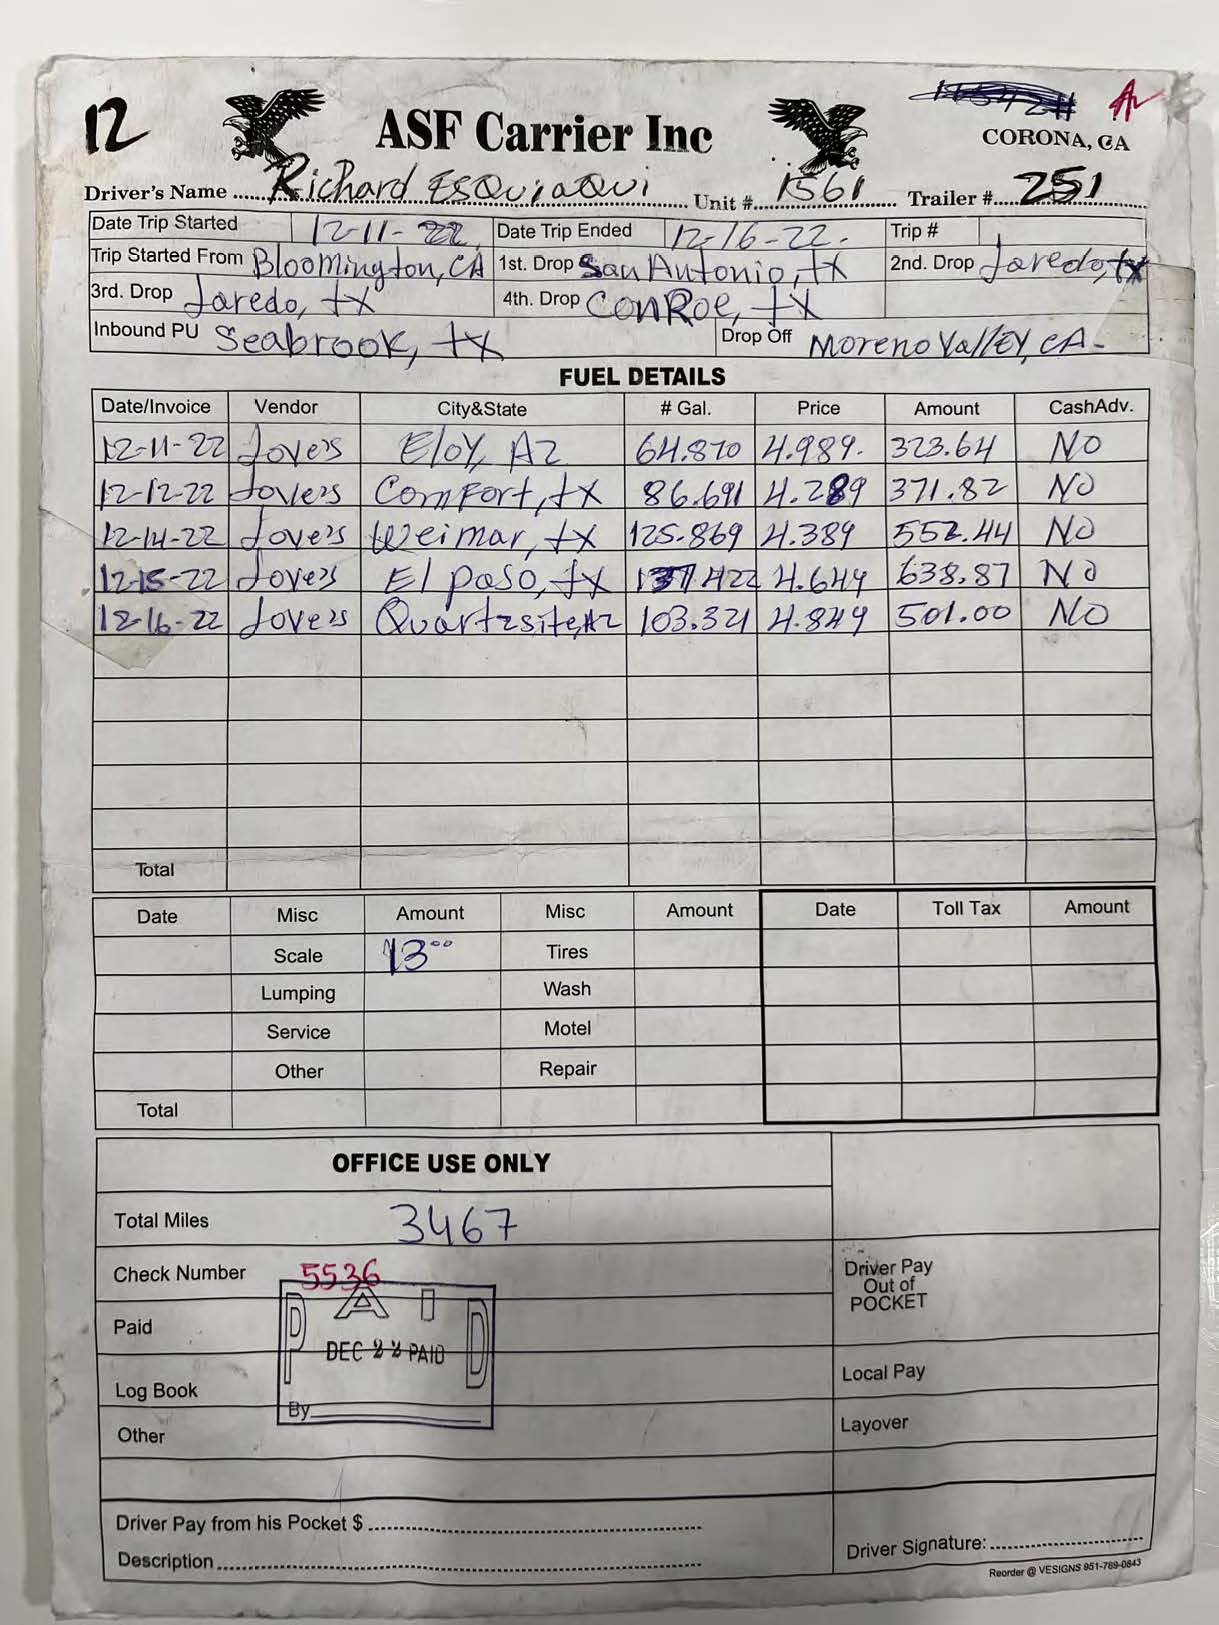 12
ASF Carrier Inc
CORONA, CA
Driver's Name Richard ESQuiaQui Unit #. 1561 Trailer #. 251
Date Trip Started 12-11-22. Date Trip Ended 12-16-22. Trip #
Trip Started From Bloomington, CA 1st. Drop San Antonio, tx 2nd. Drop Laredo, tx
3rd. Drop Laredo, tx 4th. Drop ConRoe, tx
Inbound PU Seabrook, tx Drop Off Moreno Valley, CA-
FUEL DETAILS
Date/Invoice Vendor City&State # Gal. Price Amount CashAdv.
12-11-22 Loves Eloy, AZ 64.870 4.989. 323.64 NO
12-12-22 Loves Comfort, tx 86.691 4.289 371.82 NO
12-14-22 Love's Weimar, tx 125.869 4.389 552.44 NO
12-15-22 Loves El paso, tx 137.422 4.649 638.87 NO
12-16-22 Loves Quartzsite, AZ 103.321 4.849 501.00 NO
Total
Date Misc Amount Misc Amount Date Toll Tax Amount
Scale 13⁰⁰ Tires
Lumping Wash
Service Motel
Other Repair
Total
OFFICE USE ONLY
Total Miles 3467
Check Number 5536
Driver Pay
Out of
POCKET
Paid
PAID
DEC 22 PAID
By
Log Book
Local Pay
Other
Layover
Driver Pay from his Pocket $
Description
Driver Signature:
Reorder @ VESIGNS 951-789-0843